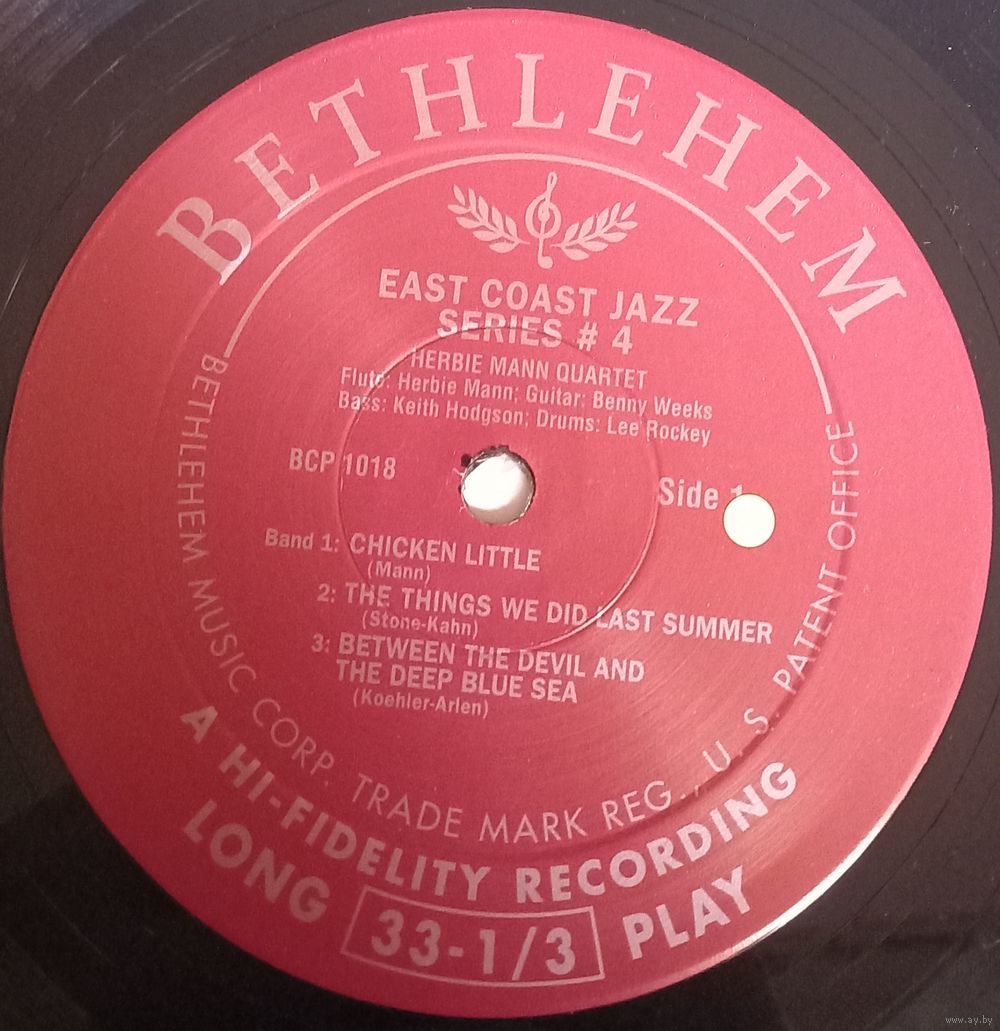 BETHLEHEM
EAST COAST JAZZ
SERIES # 4
HERBIE MANN QUARTET
Flute: Herbie Mann; Guitar: Benny Weeks
Bass: Keith Hodgson; Drums: Lee Rockey
BCP 1018
Side 1
Band 1: CHICKEN LITTLE
(Mann)
2: THE THINGS WE DID LAST SUMMER
(Stone-Kahn)
3: BETWEEN THE DEVIL AND
THE DEEP BLUE SEA
(Koehler-Arlen)
BETHLEHEM MUSIC CORP. TRADE MARK REG., U. S. PATENT OFFICE
A HI-FIDELITY RECORDING
LONG 33-1/3 PLAY
www.ay.by